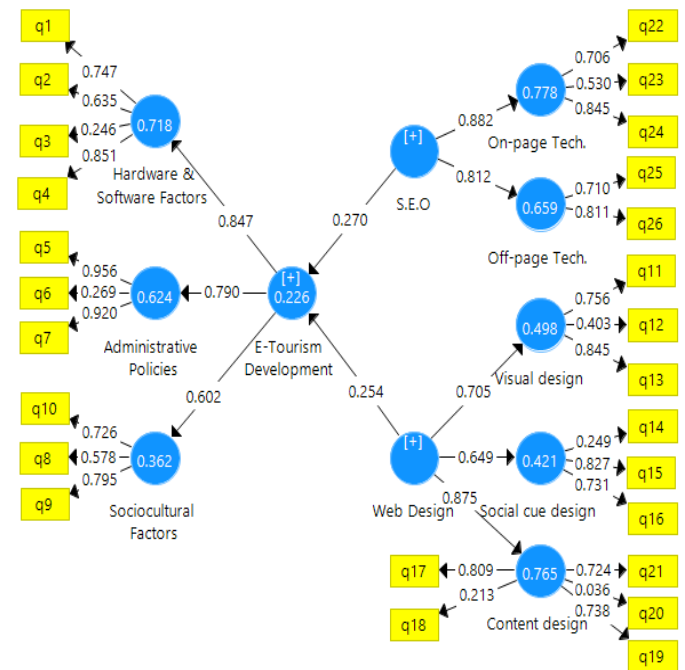 q1
q22
0.747
0.706
q2
0.635
0.778
0.530
q23
0.246
0.718
0.882
0.845
q3
0.851
[+]
On-page Tech.
q24
q4
Hardware &
Software Factors
0.812
0.710
q25
S.E.O
0.659
0.811
q26
0.847
0.270
q5
Off-page Tech.
q11
0.956
[+]
0.756
q6
0.269
0.624
0.790
0.226
0.498
0.403
q12
0.920
q7
0.845
Administrative
Policies
E-Tourism
Development
Visual design
q13
0.602
0.254
0.705
q10
q14
0.726
[+]
0.249
q8
0.578
0.362
0.649
0.421
0.827
q15
0.795
0.731
q9
0.875
Sociocultural
Factors
Web Design
Social cue design
q16
q17
0.809
0.765
0.724
q21
0.213
0.036
q18
Content design
0.738
q20
q19